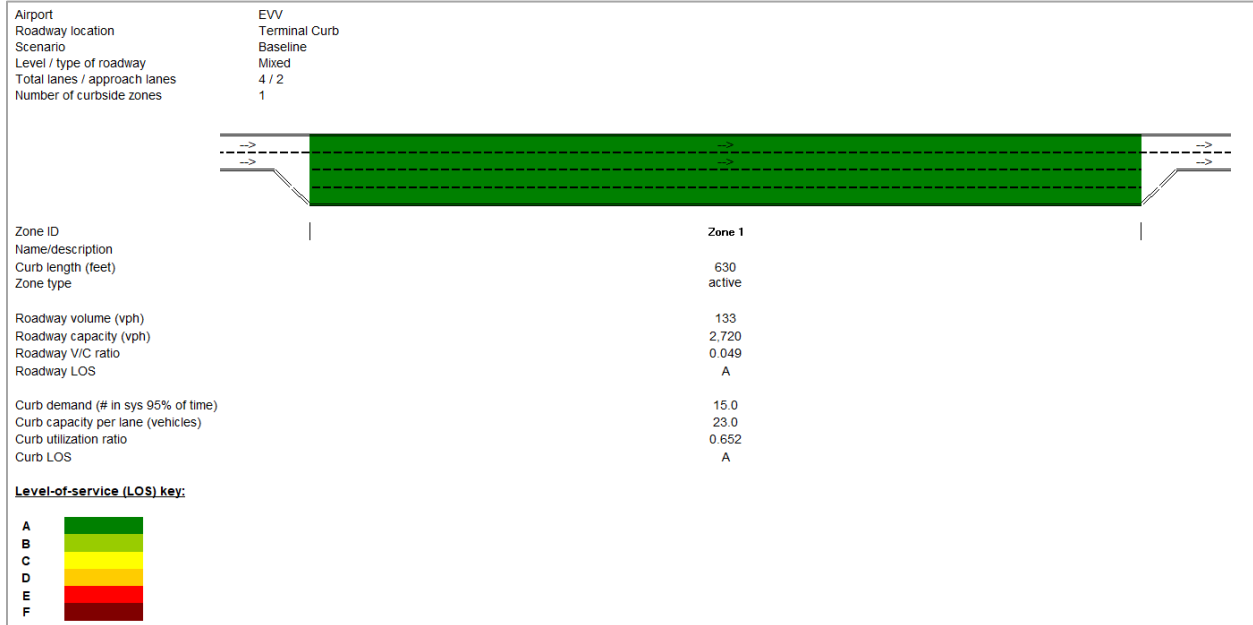 Airport EVV
Roadway location Terminal Curb
Scenario Baseline
Level / type of roadway Mixed
Total lanes / approach lanes 4 / 2
Number of curbside zones 1
--> --> -->
--> --> -->
Zone ID Zone 1
Name/description
Curb length (feet) 630
Zone type active
Roadway volume (vph) 133
Roadway capacity (vph) 2,720
Roadway V/C ratio 0.049
Roadway LOS A
Curb demand (# in sys 95% of time) 15.0
Curb capacity per lane (vehicles) 23.0
Curb utilization ratio 0.652
Curb LOS A
Level-of-service (LOS) key:
A
B
C
D
E
F